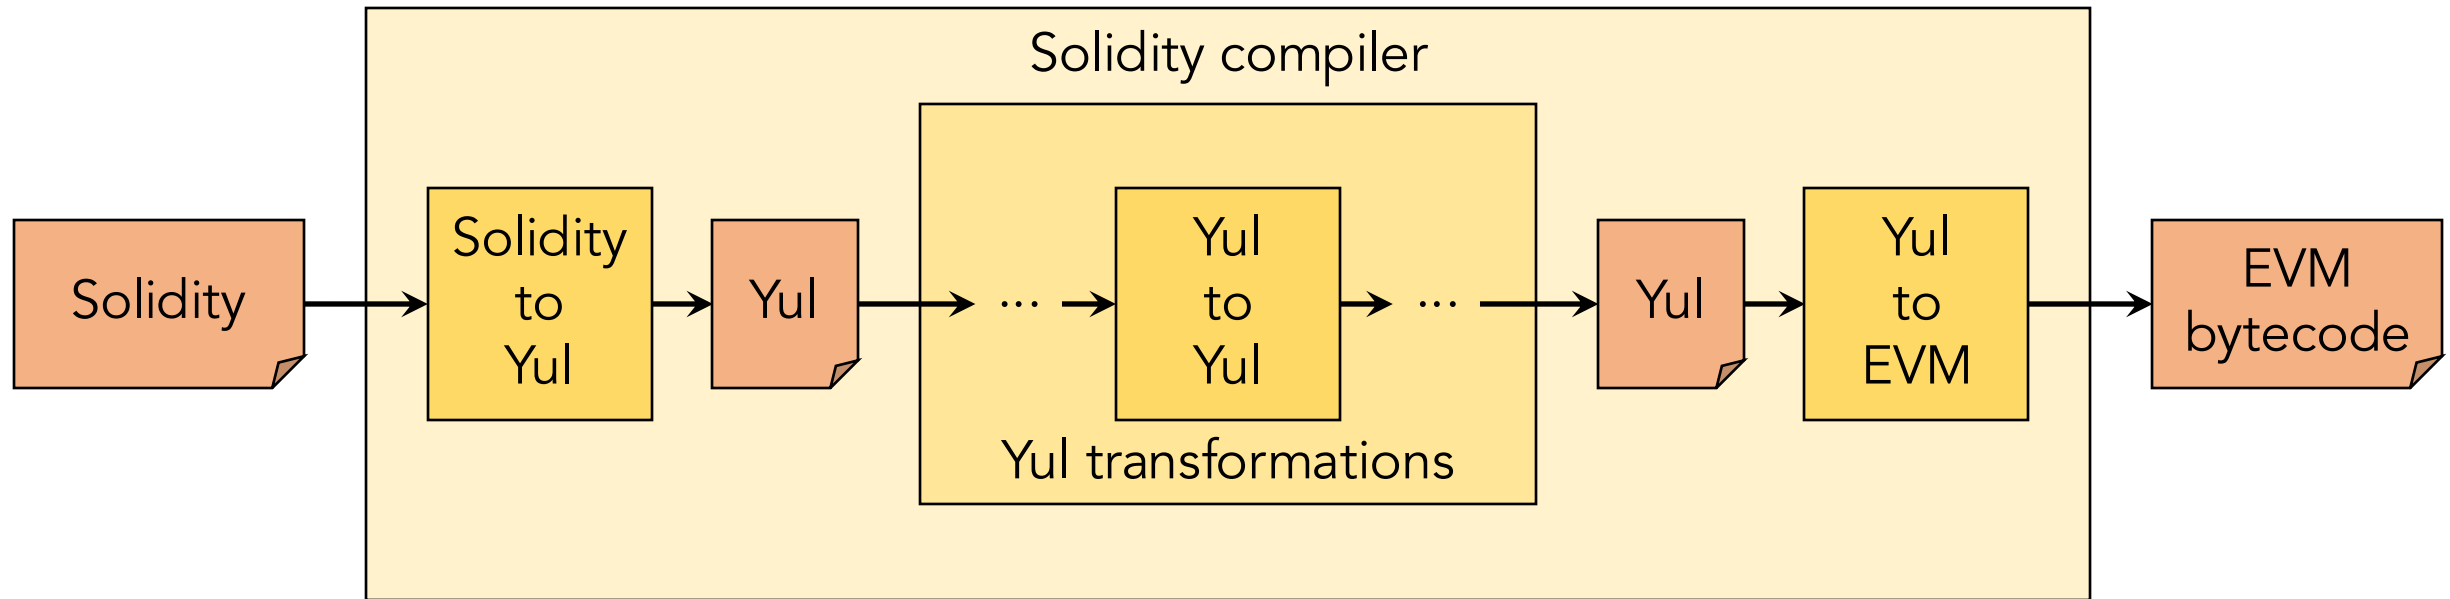 Solidity compiler
Solidity
Solidity
to
Yul
Yul
...
Yul
to
Yul
...
Yul transformations
Yul
Yul
to
EVM
EVM
bytecode